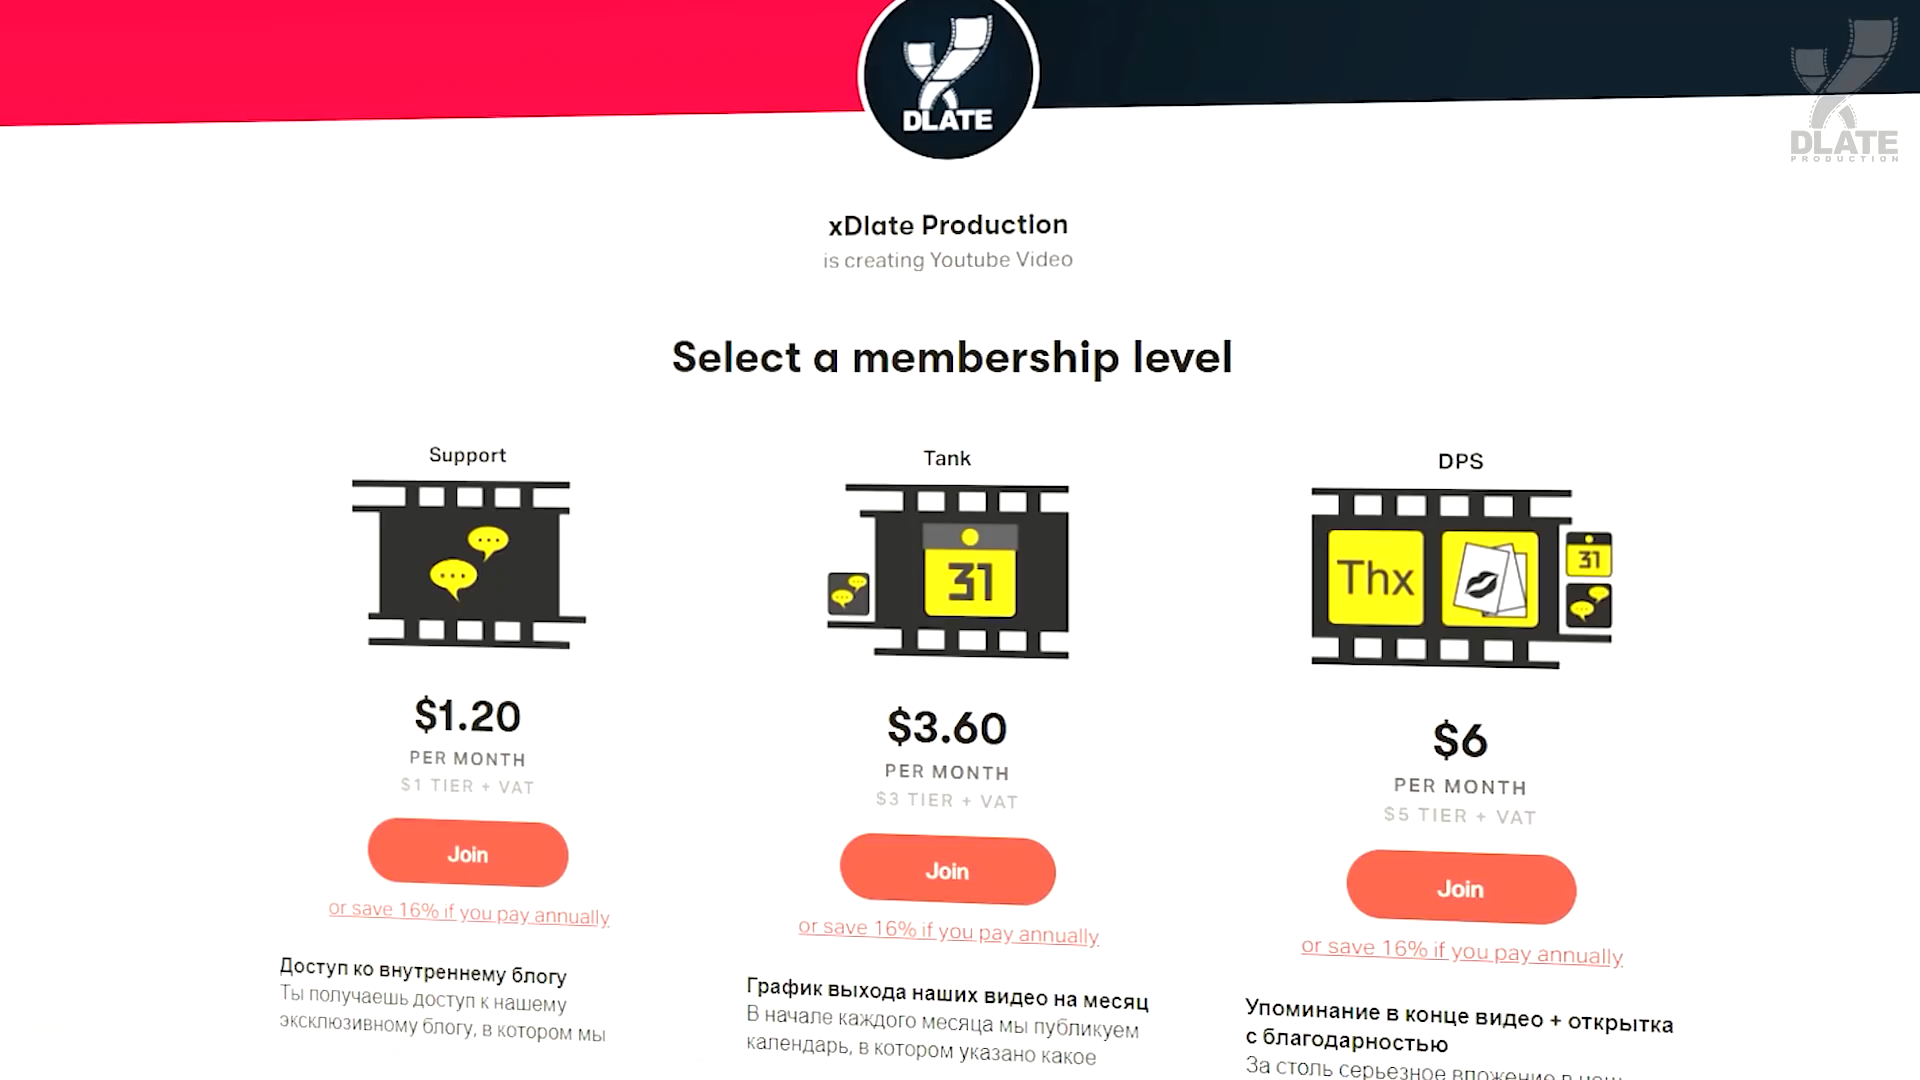 DLATE
DLATE
PRODUCTION
xDlate Production
is creating Youtube Video
Select a membership level
Support
$1.20
PER MONTH
$1 TIER + VAT
Join
or save 16% if you pay annually
Доступ ко внутреннему блогу
Ты получаешь доступ к нашему
эксклюзивному блогу, в котором мы
Tank
31
$3.60
PER MONTH
$3 TIER + VAT
Join
or save 16% if you pay annually
График выхода наших видео на месяц
В начале каждого месяца мы публикуем
календарь, в котором указано какое
DPS
Thx
31
$6
PER MONTH
$5 TIER + VAT
Join
or save 16% if you pay annually
Упоминание в конце видео + открытка
с благодарностью
За столь серьезное вложение в